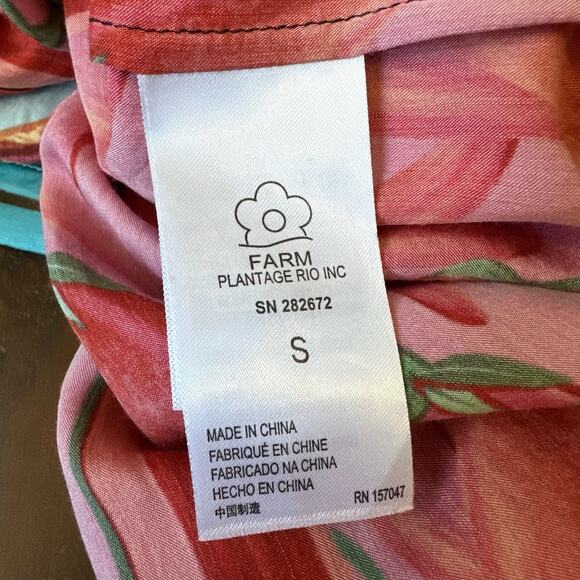 FARM
PLANTAGE RIO INC
SN 282672
S
MADE IN CHINA
FABRIQUÉ EN CHINE
FABRICADO NA CHINA
HECHO EN CHINA
中国制造
RN 157047